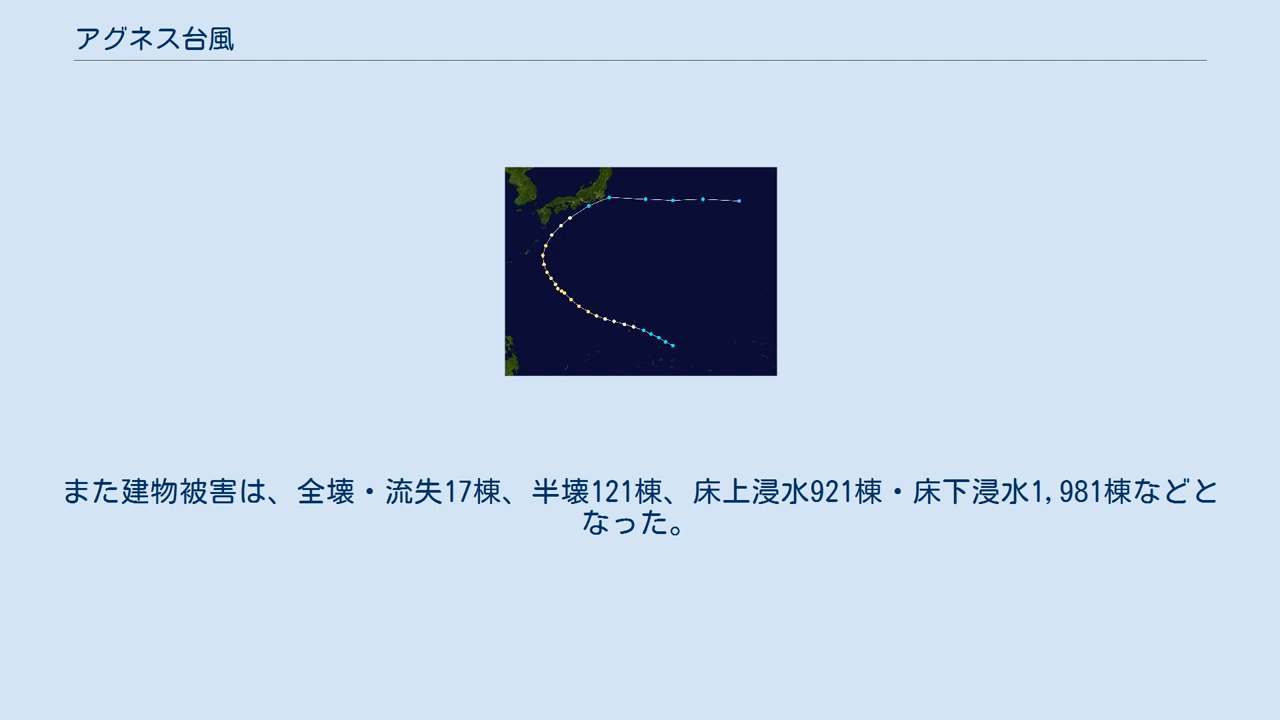 アグネス台風
また建物被害は、全壊・流失17棟、半壊121棟、床上浸水921棟・床下浸水1,981棟などと
なった。